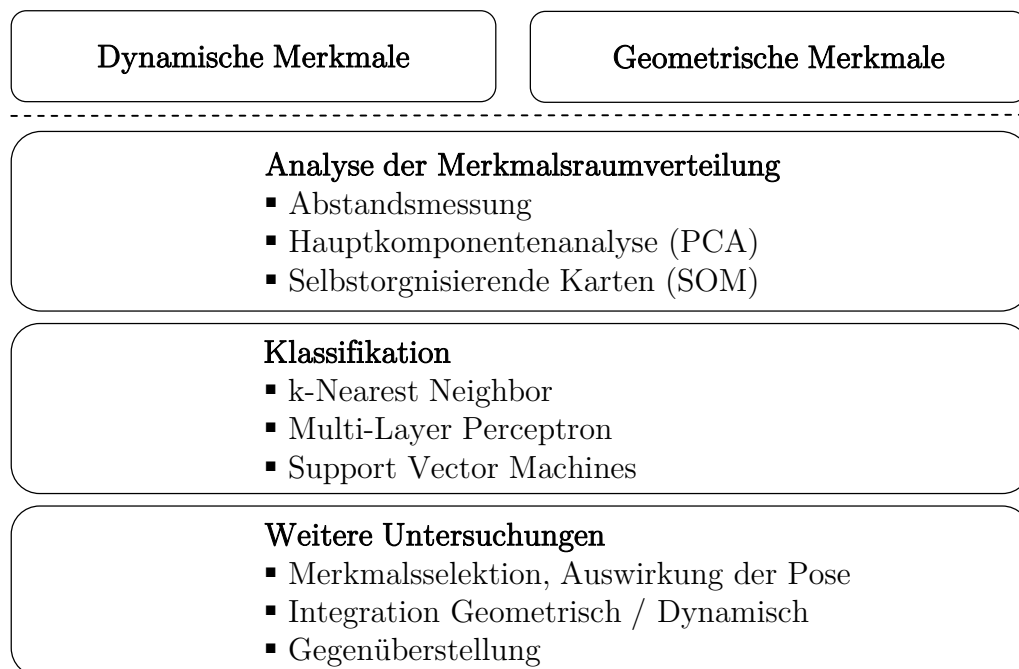 Dynamische Merkmale
Geometrische Merkmale
Analyse der Merkmalsraumverteilung
▪ Abstandsmessung
▪ Hauptkomponentenanalyse (PCA)
▪ Selbstorgnisierende Karten (SOM)
Klassifikation
▪ k-Nearest Neighbor
▪ Multi-Layer Perceptron
▪ Support Vector Machines
Weitere Untersuchungen
▪ Merkmalsselektion, Auswirkung der Pose
▪ Integration Geometrisch / Dynamisch
▪ Gegenüberstellung